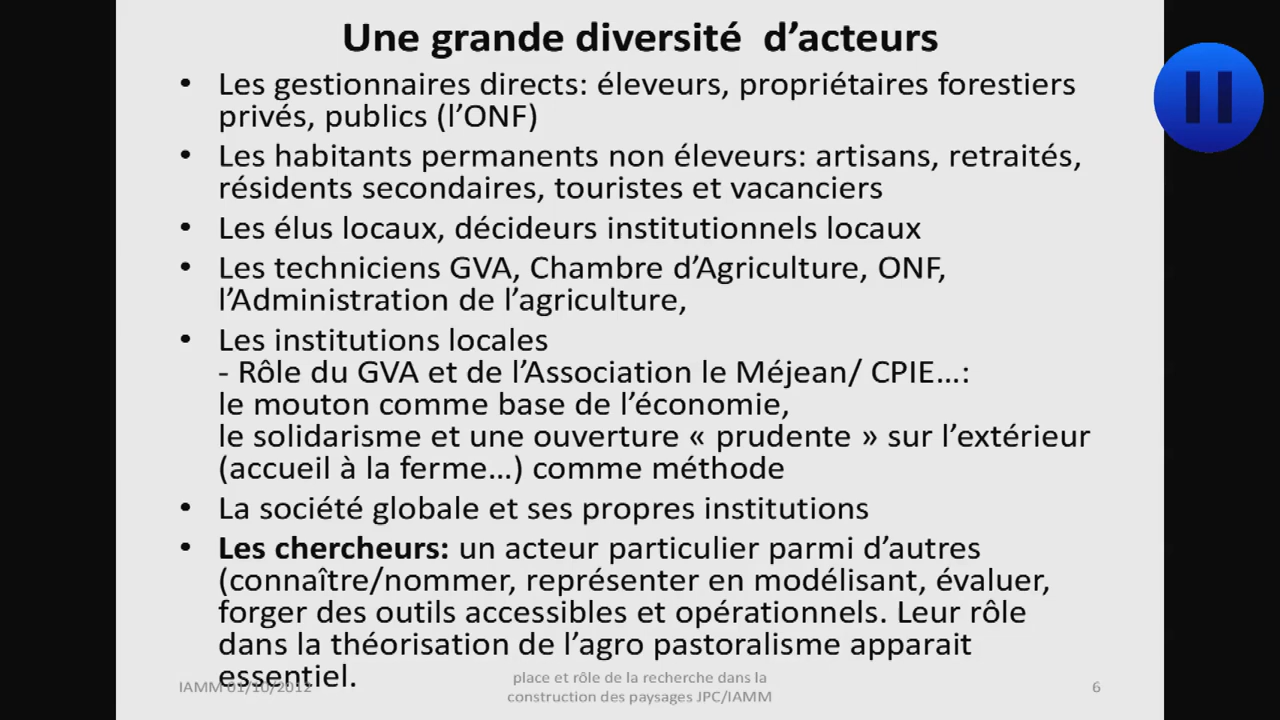 Une grande diversité d’acteurs
• Les gestionnaires directs: éleveurs, propriétaires forestiers
privés, publics (l’ONF)
• Les habitants permanents non éleveurs: artisans, retraités,
résidents secondaires, touristes et vacanciers
• Les élus locaux, décideurs institutionnels locaux
• Les techniciens GVA, Chambre d’Agriculture, ONF,
l’Administration de l’agriculture,
• Les institutions locales
- Rôle du GVA et de l’Association le Méjean/ CPIE…:
le mouton comme base de l’économie,
le solidarisme et une ouverture « prudente » sur l’extérieur
(accueil à la ferme…) comme méthode
• La société globale et ses propres institutions
• Les chercheurs: un acteur particulier parmi d’autres
(connaître/nommer, représenter en modélisant, évaluer,
forger des outils accessibles et opérationnels. Leur rôle
dans la théorisation de l’agro pastoralisme apparait
essentiel.
IAMM 01/10/2012
place et rôle de la recherche dans la
construction des paysages JPC/IAMM
6